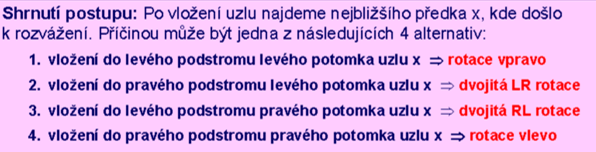 Shrnutí postupu: Po vložení uzlu najdeme nejbližšího předka x, kde došlo
k rozvážení. Příčinou může být jedna z následujících 4 alternativ:
1. vložení do levého podstromu levého potomka uzlu x ⇒ rotace vpravo
2. vložení do pravého podstromu levého potomka uzlu x ⇒ dvojitá LR rotace
3. vložení do levého podstromu pravého potomka uzlu x ⇒ dvojitá RL rotace
4. vložení do pravého podstromu pravého potomka uzlu x ⇒ rotace vlevo